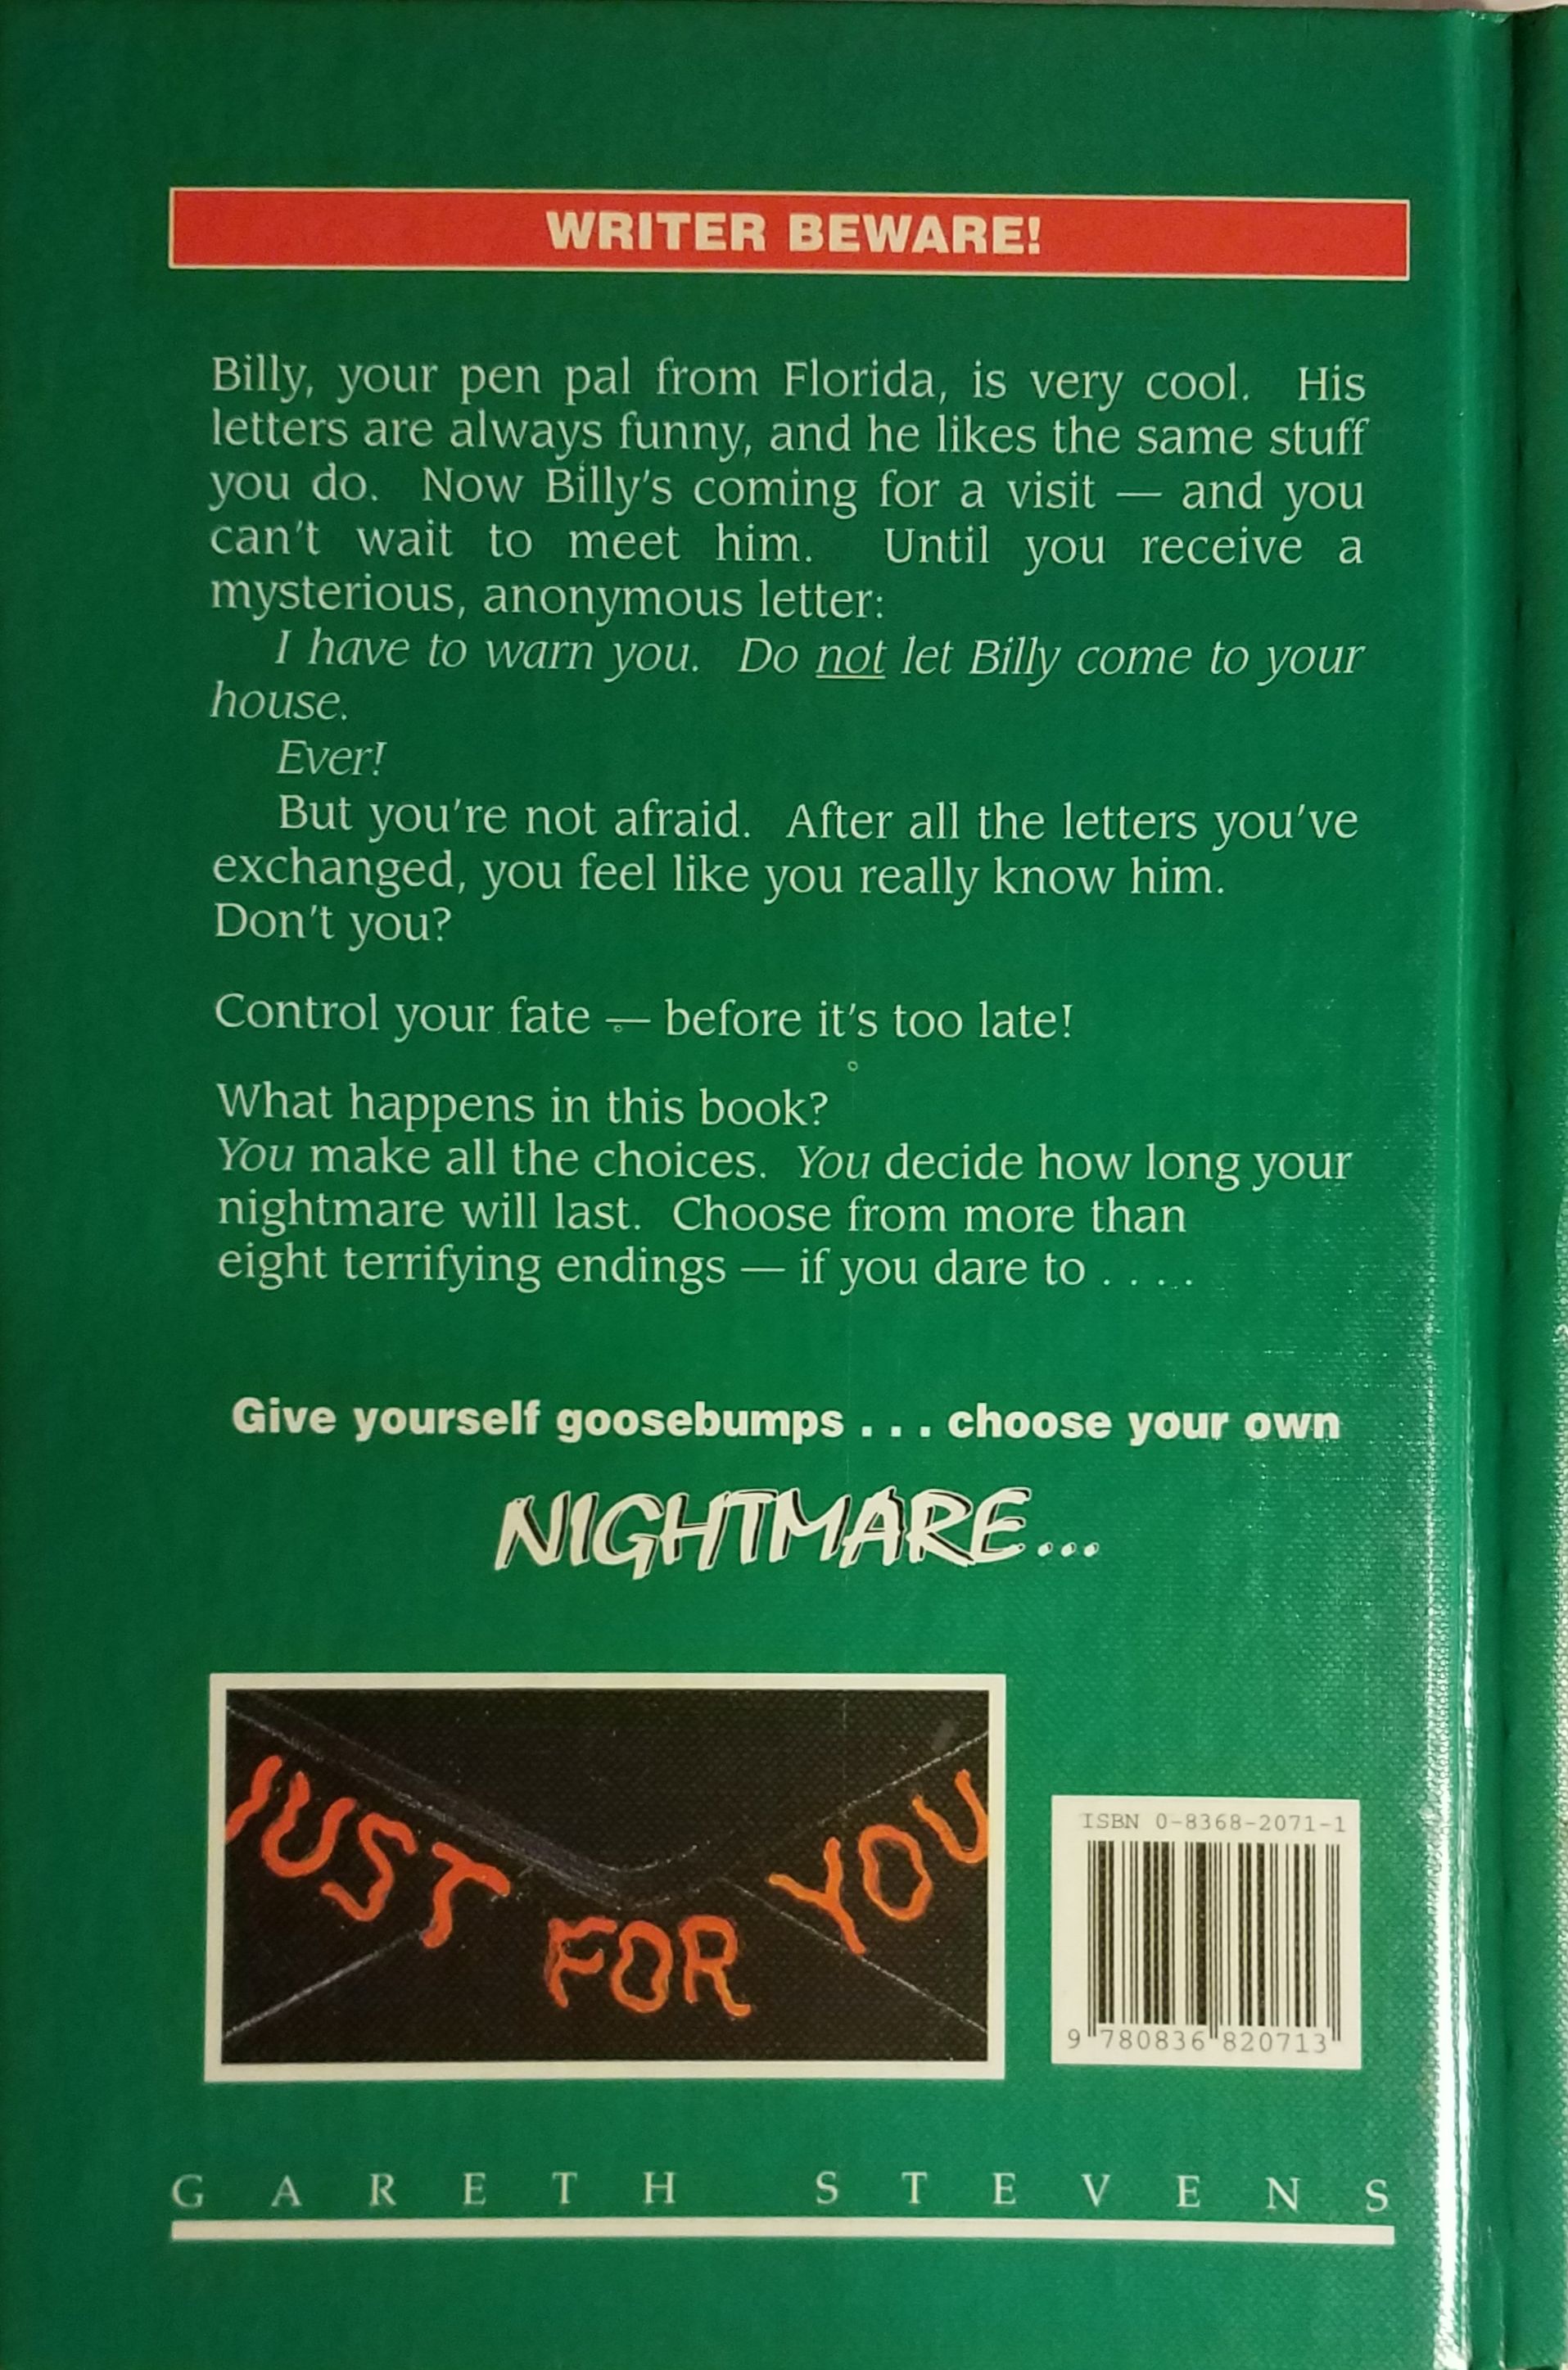 WRITER BEWARE!
Billy, your pen pal from Florida, is very cool. His
letters are always funny, and he likes the same stuff
you do. Now Billy's coming for a visit — and you
can't wait to meet him. Until you receive a
mysterious, anonymous letter:
I have to warn you. Do not let Billy come to your
house.
Ever!
But you're not afraid. After all the letters you've
exchanged, you feel like you really know him.
Don't you?
Control your fate — before it's too late!
What happens in this book?
You make all the choices. You decide how long your
nightmare will last. Choose from more than
eight terrifying endings — if you dare to . . . .
Give yourself goosebumps . . . choose your own
NIGHTMARE...
JUST FOR YOU
ISBN 0-8368-2071-1
9 780836 820713
GARETH STEVENS